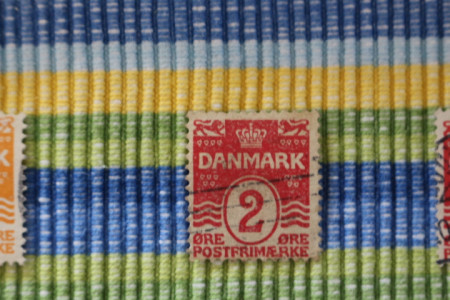 DANMARK
2
ØRE ØRE
POSTFRIMÆRKE